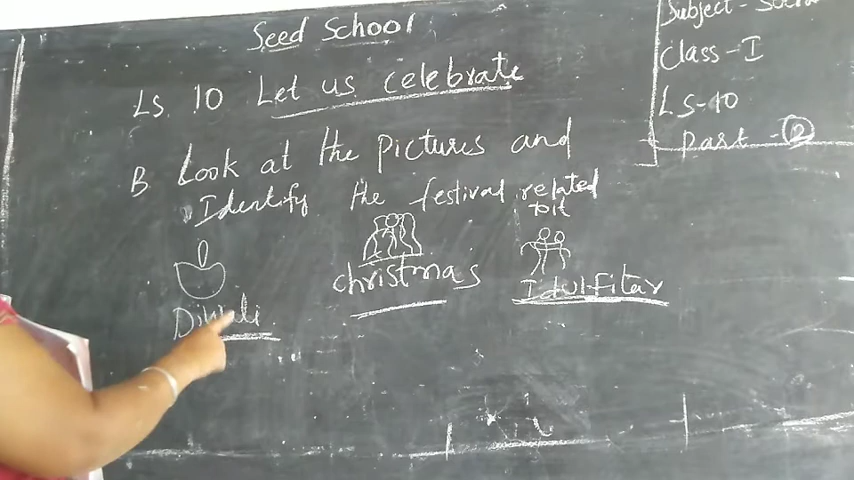 Seed School
Subject - Social
Class - I
LS - 10
Part - 2
LS. 10 Let us celebrate
B Look at the pictures and
Identify the festival related
to it
Diwali
christmas
Idulfitar